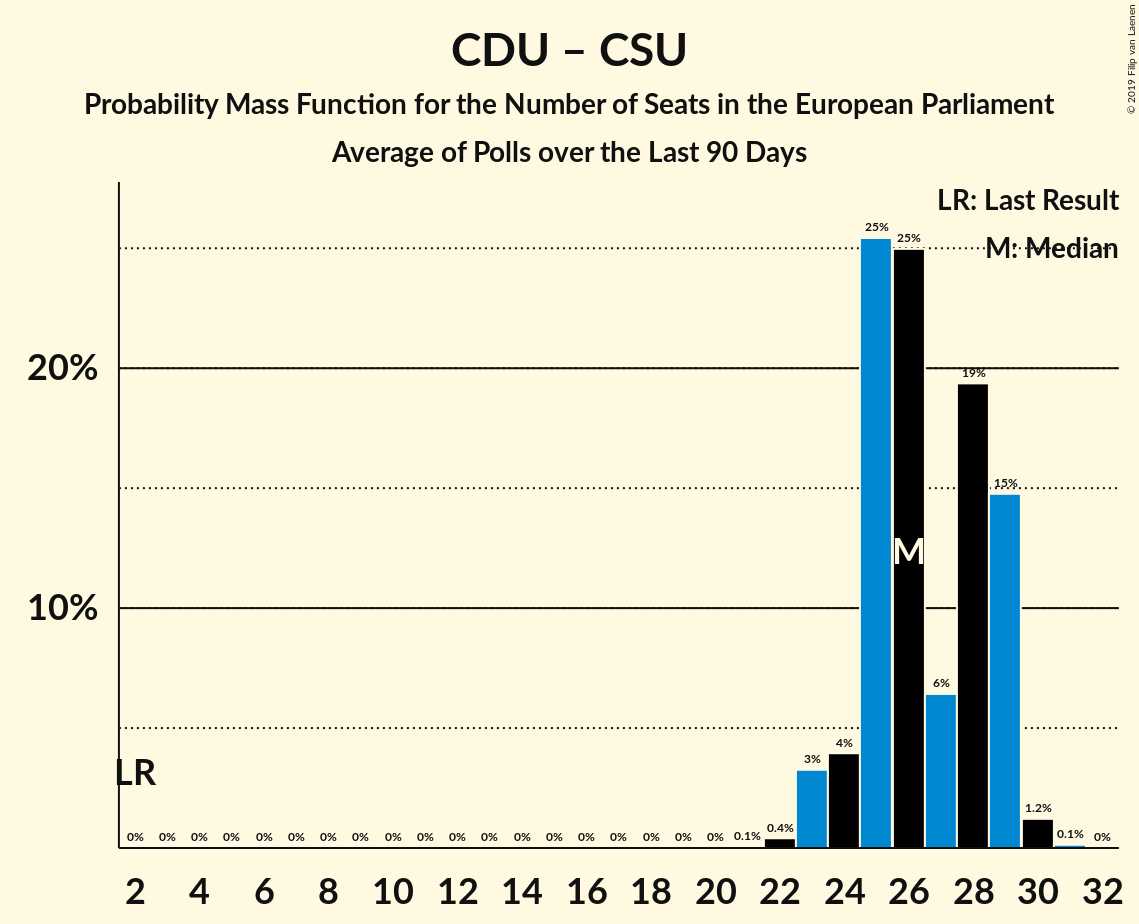 CDU – CSU
Probability Mass Function for the Number of Seats in the European Parliament
Average of Polls over the Last 90 Days
© 2019 Filip van Laenen
LR: Last Result
M: Median
25% 25%
20%
19%
15%
M
10%
6%
4%
3%
LR
1.2%
0% 0% 0% 0% 0% 0% 0% 0% 0% 0% 0% 0% 0% 0% 0% 0% 0% 0% 0% 0.1% 0.4% 0.1% 0%
2 4 6 8 10 12 14 16 18 20 22 24 26 28 30 32